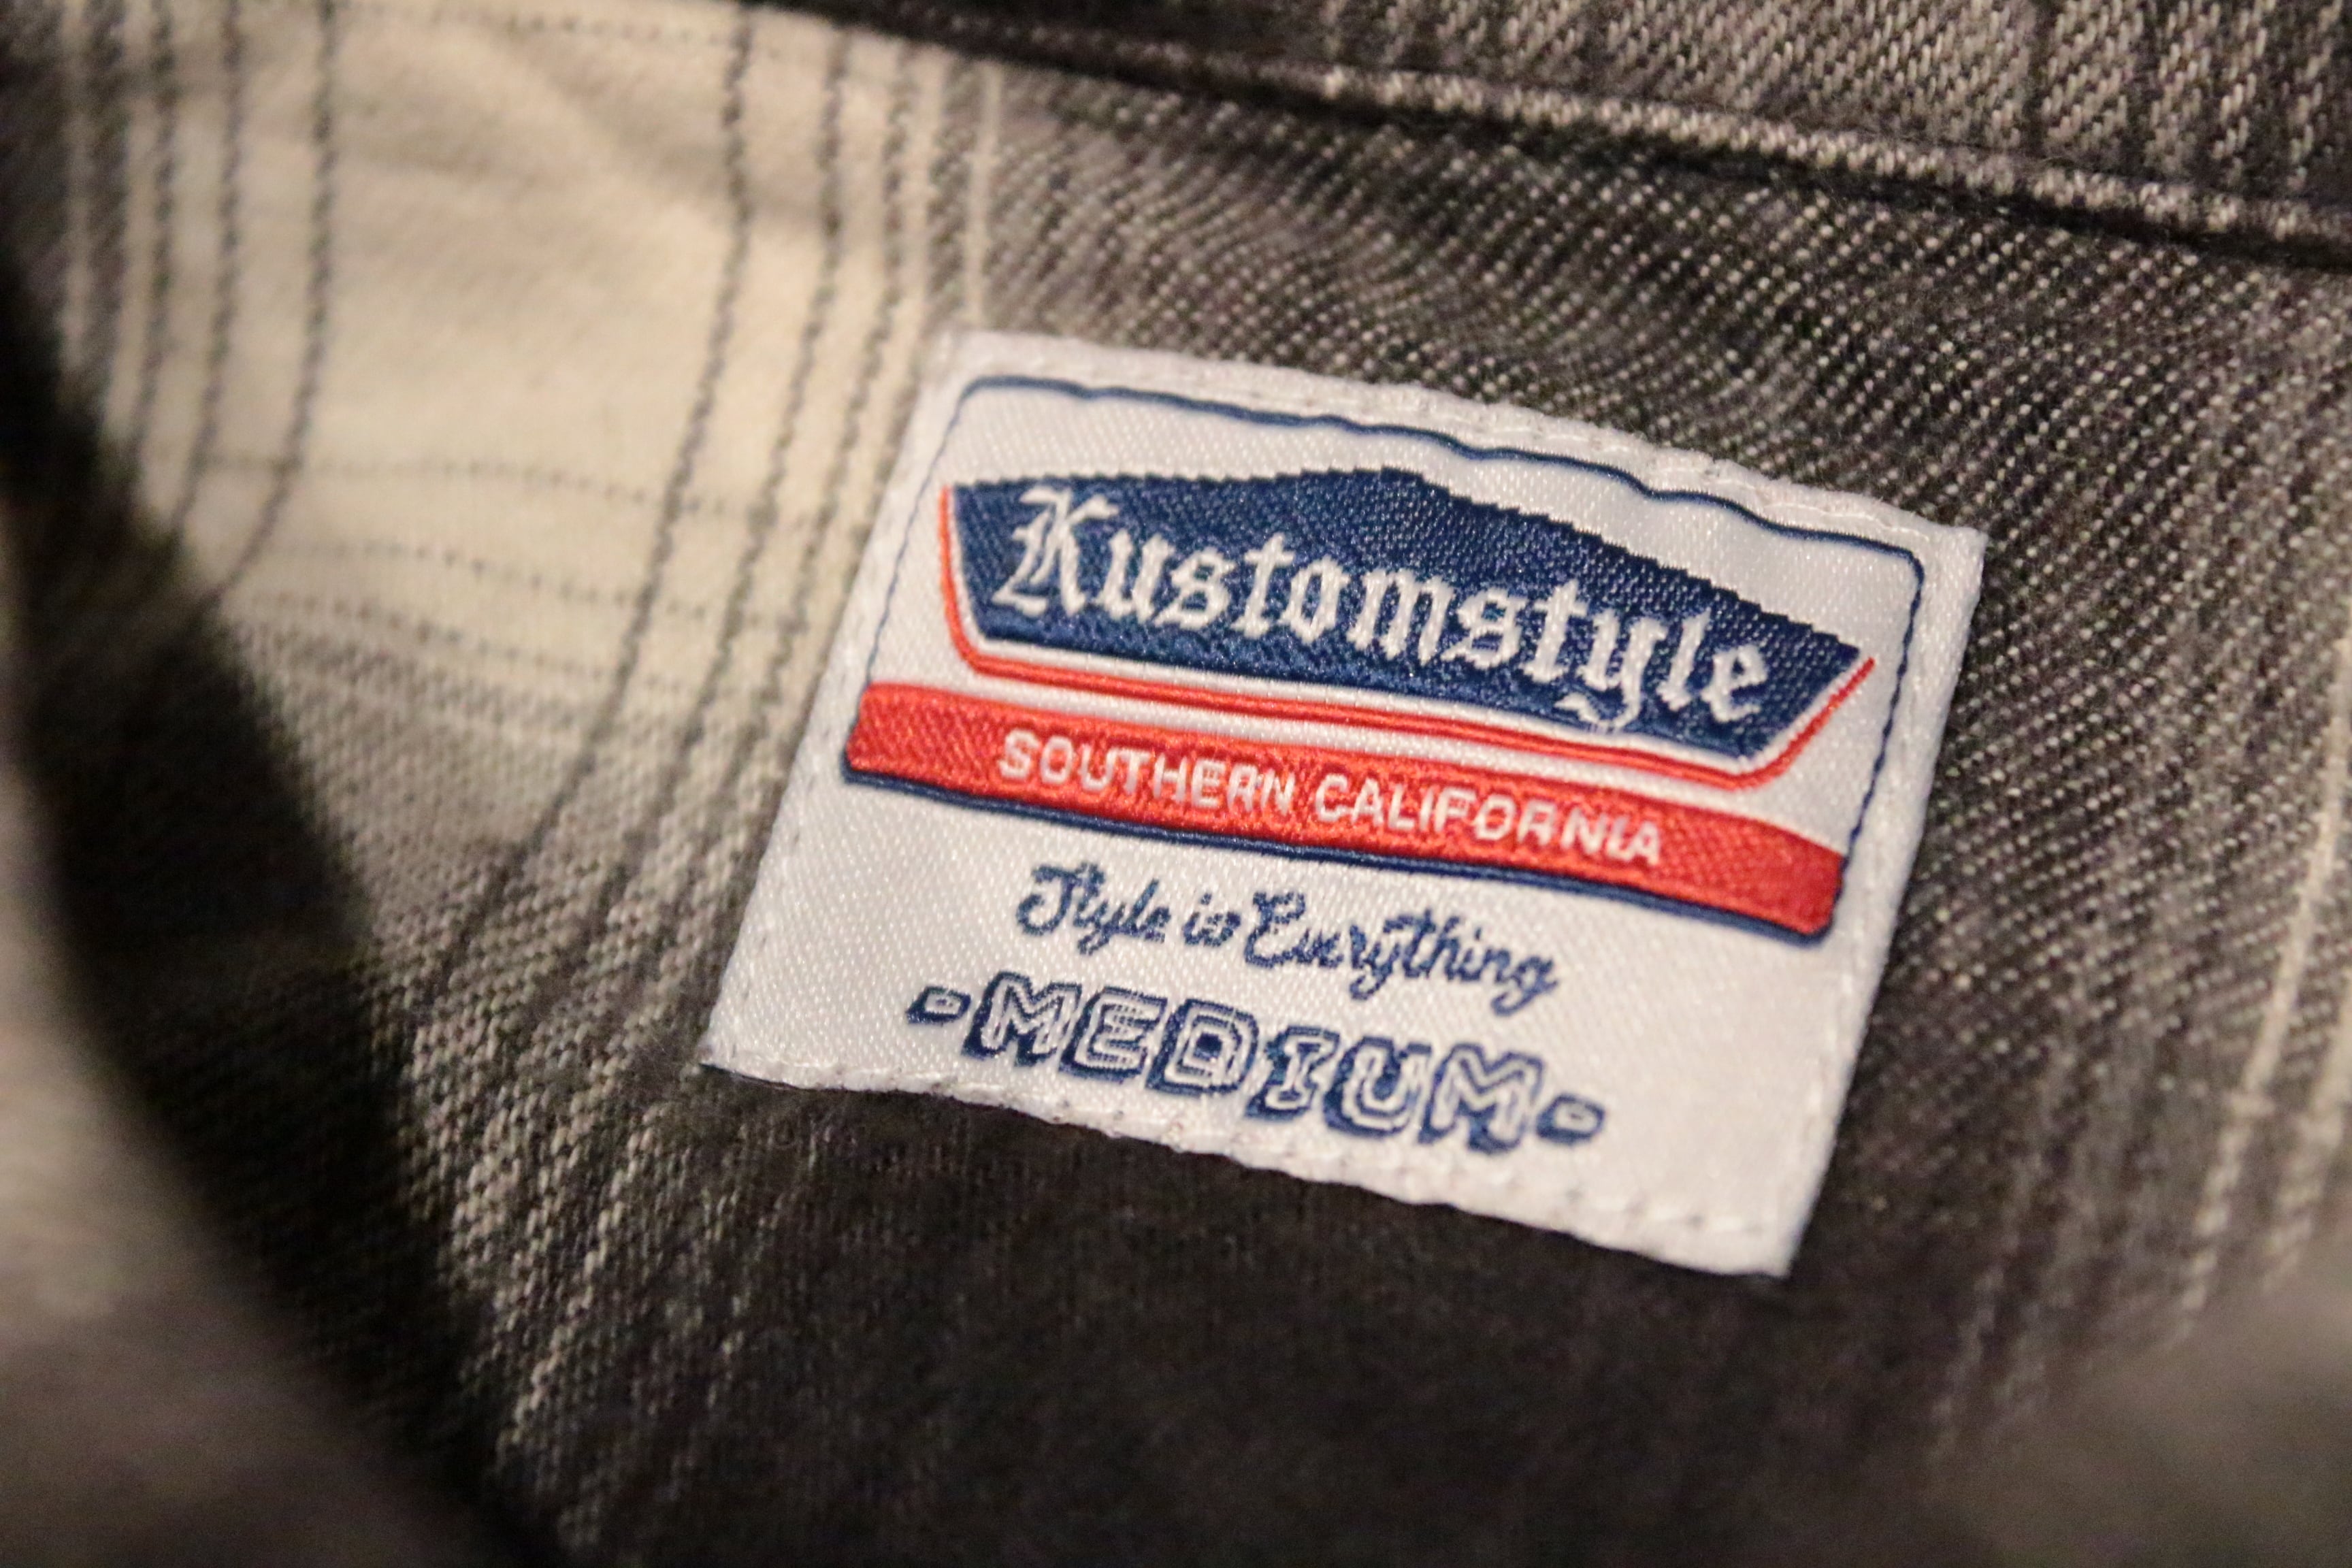 Kustomstyle
SOUTHERN CALIFORNIA
Style is Everything
-MEDIUM-